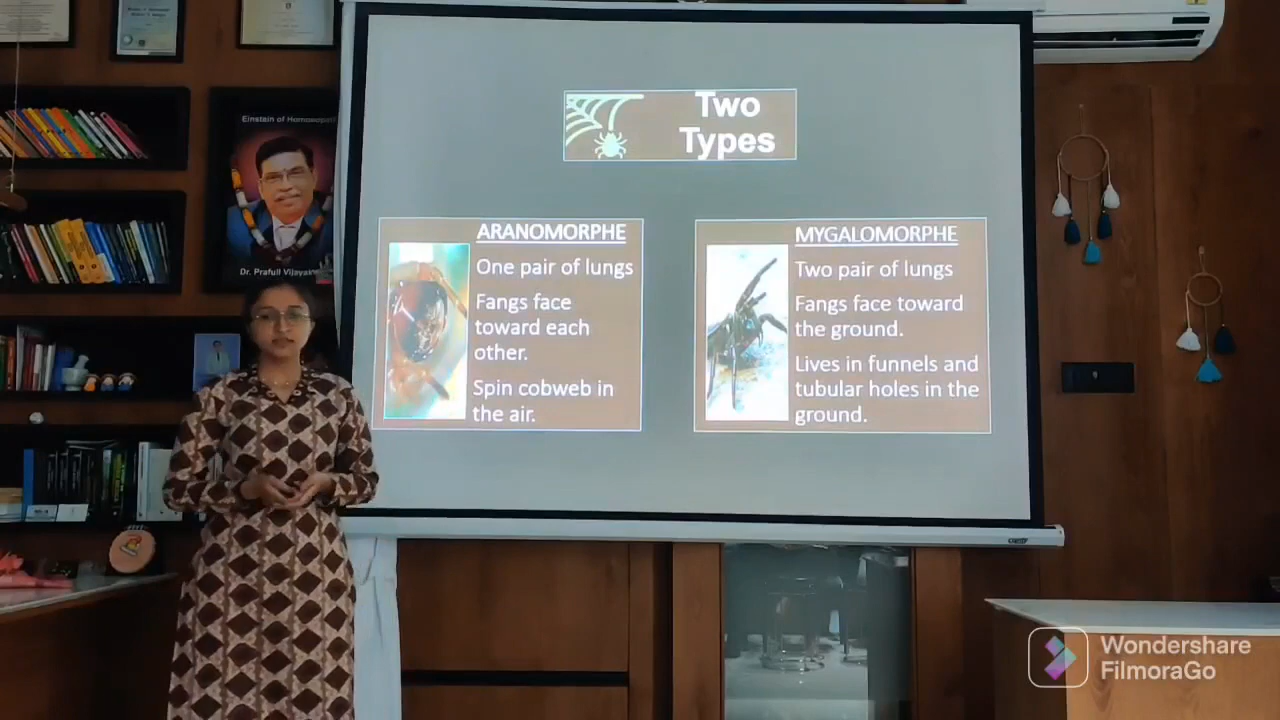 Einstein of Homoeopat
Dr. Prafull Vijayakar
Two
Types
ARANOMORPHE
One pair of lungs
Fangs face
toward each
other.
Spin cobweb in
the air.
MYGALOMORPHE
Two pair of lungs
Fangs face toward
the ground.
Lives in funnels and
tubular holes in the
ground.
Wondershare
FilmoraGo